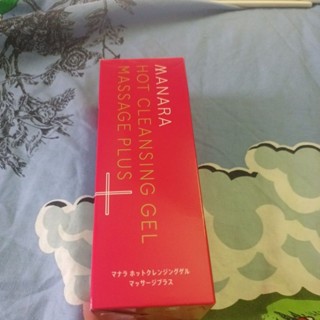 MANARA
HOT CLEANSING GEL
MASSAGE PLUS
マナラ ホットクレンジングゲル
マッサージプラス